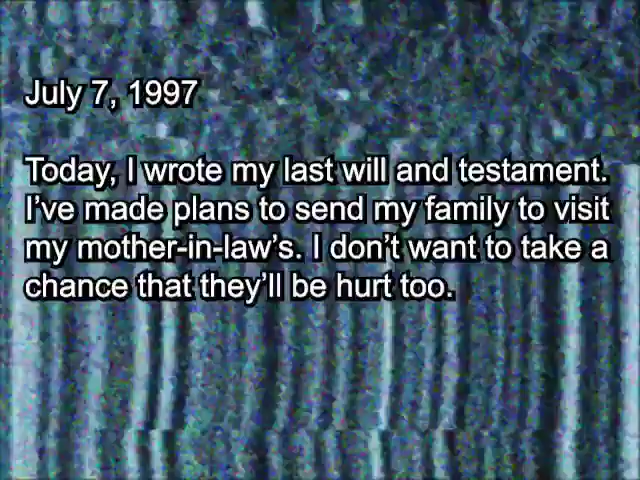 July 7, 1997
Today, I wrote my last will and testament.
I've made plans to send my family to visit
my mother-in-law's. I don't want to take a
chance that they'll be hurt too.